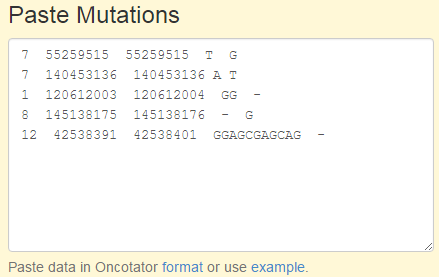 Paste Mutations
7  55259515  55259515  T  G
7  140453136  140453136 A T
1  120612003  120612004  GG  -
8  145138175  145138176  -  G
12  42538391  42538401  GGAGCGAGCAG  -
Paste data in Oncotator format or use example.